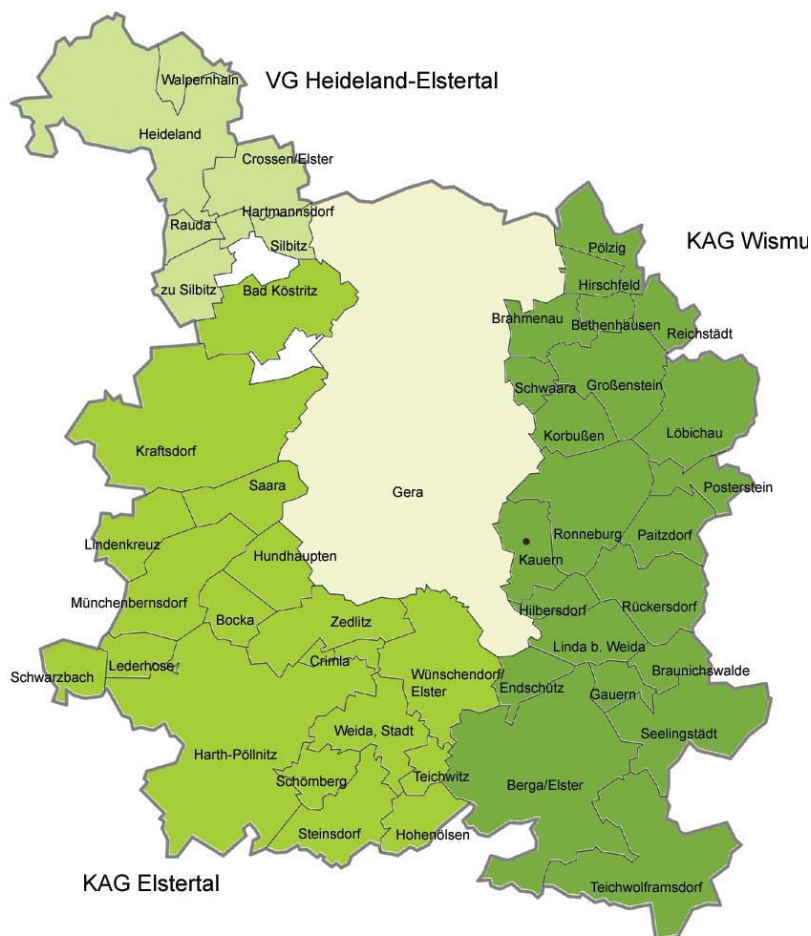 Walpernhain
VG Heideland-Elstertal
Heideland
Crossen/Elster
Hartmannsdorf
Rauda
Silbitz
Pölzig
KAG Wismu
zu Silbitz
Bad Köstritz
Hirschfeld
Brahmenau
Bethenhausen
Reichstädt
Schwaara
Großenstein
Korbußen
Löbichau
Kraftsdorf
Saara
Gera
Posterstein
Lindenkreuz
Hundhaupten
Ronneburg
Paitzdorf
Kauern
Münchenbernsdorf
Bocka
Zedlitz
Hilbersdorf
Rückersdorf
Schwarzbach
Lederhose
Crimla
Wünschendorf/
Elster
Linda b. Weida
Braunichswalde
Endschütz
Gauern
Weida, Stadt
Seelingstädt
Harth-Pöllnitz
Schömberg
Teichwitz
Berga/Elster
Steinsdorf
Hohenölsen
KAG Elstertal
Teichwolframsdorf